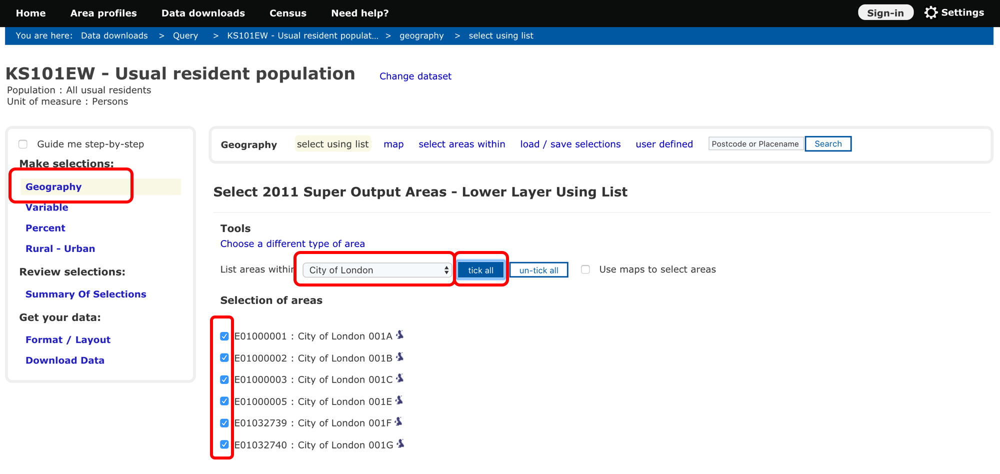 Home Area profiles Data downloads Census Need help? Sign-in Settings
You are here: Data downloads > Query > KS101EW - Usual resident populat... > geography > select using list
KS101EW - Usual resident population Change dataset
Population : All usual residents
Unit of measure : Persons
Guide me step-by-step
Make selections:
Geography
Variable
Percent
Rural - Urban
Review selections:
Summary Of Selections
Get your data:
Format / Layout
Download Data
Geography select using list map select areas within load / save selections user defined Postcode or Placename Search
Select 2011 Super Output Areas - Lower Layer Using List
Tools
Choose a different type of area
List areas within City of London tick all un-tick all Use maps to select areas
Selection of areas
E01000001 : City of London 001A
E01000002 : City of London 001B
E01000003 : City of London 001C
E01000005 : City of London 001E
E01032739 : City of London 001F
E01032740 : City of London 001G